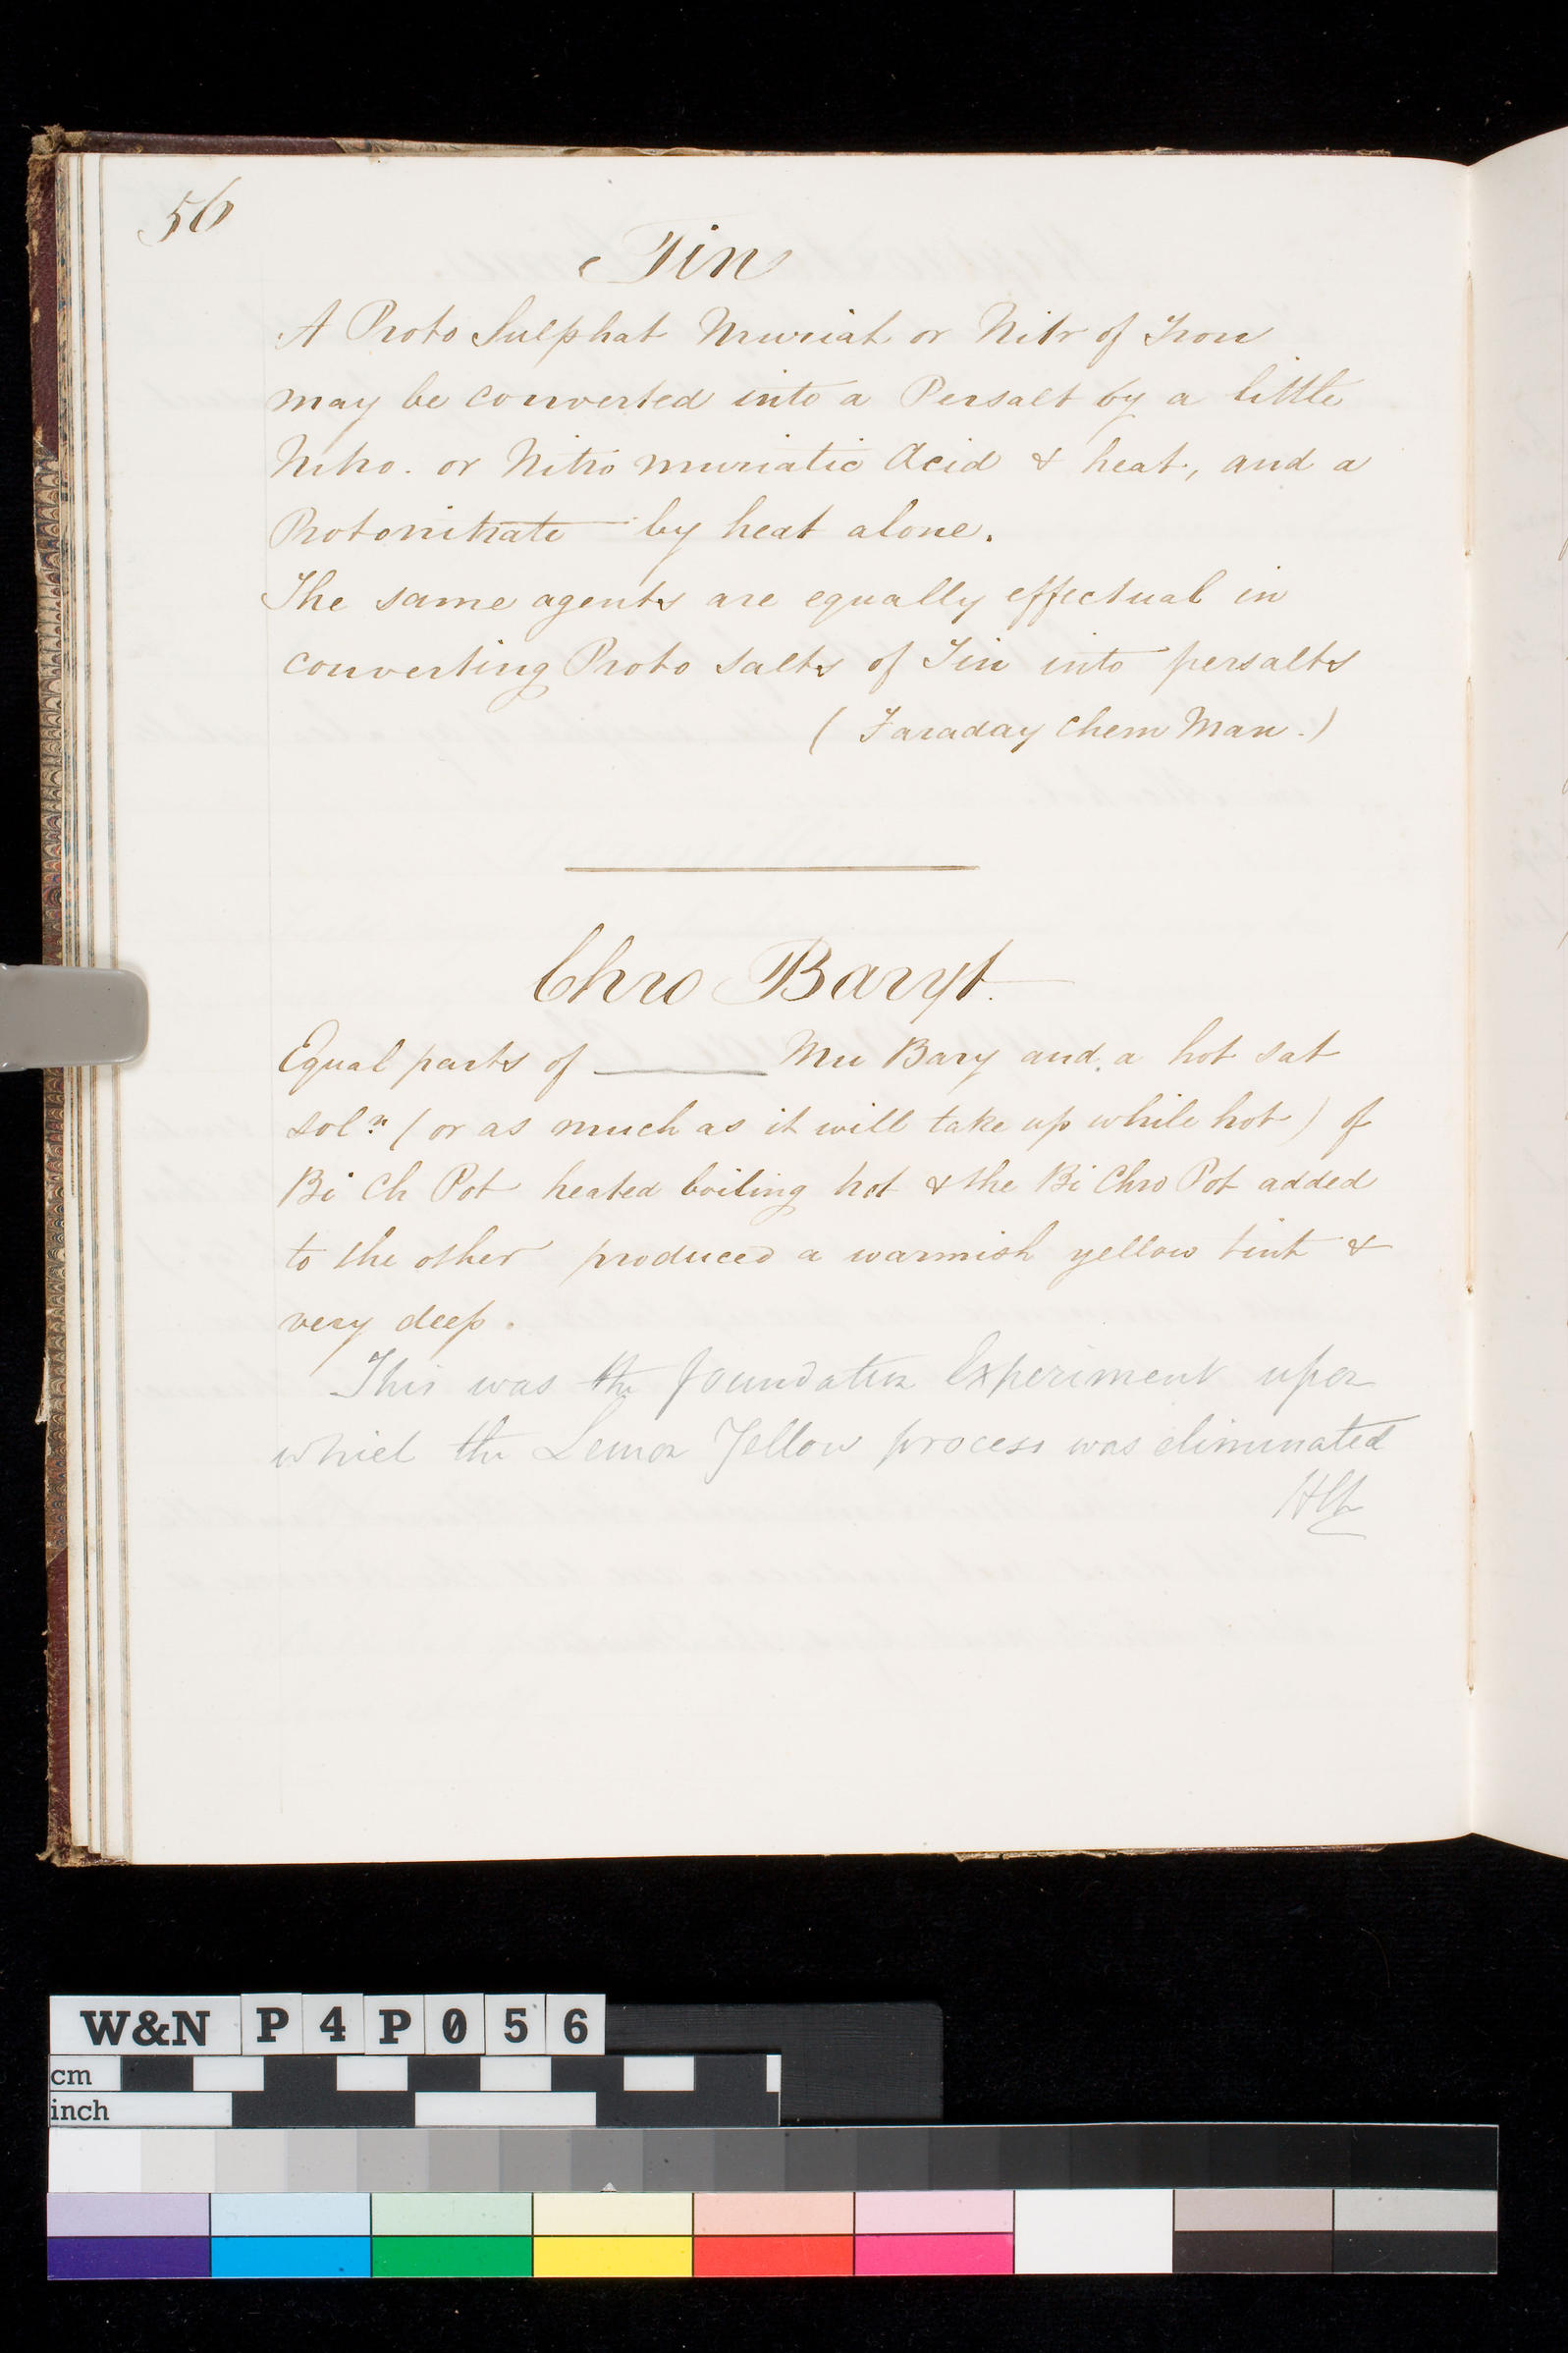 56
Tin
A Proto Sulphat Muriat or Nitr of Iron
may be converted into a Persalt by a little
Nitro. or Nitro muriatic Acid & heat, and a
Protonitrate by heat alone.
The same agents are equally effectual in
converting Proto salts of Tin into persalts
(Faraday Chem Man.)
Chro Baryt.
Equal parts of ______ Mu Bary and a hot sat
solⁿ (or as much as it will take up while hot) of
Bi Ch Pot heated boiling hot & the Bi Chro Pot added
to the other produced a warmish yellow tint &
very deep.
This was the foundation Experiment upon
which the Lemon Yellow process was eliminated
W&N P4P056
cm
inch